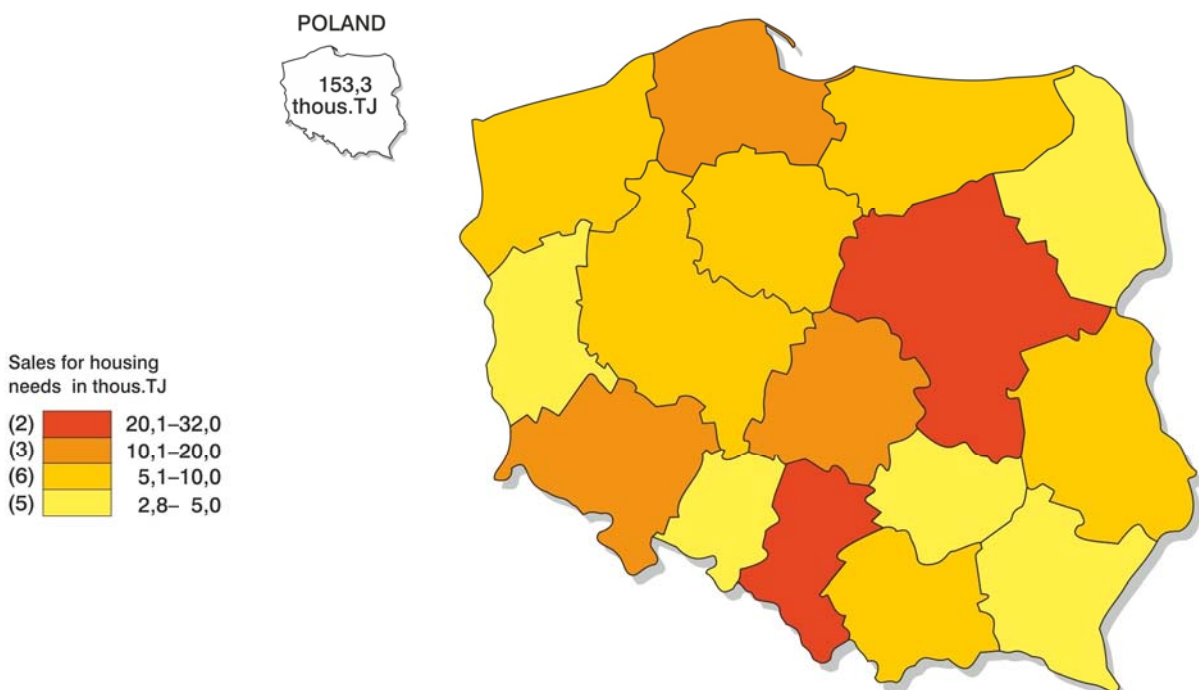 POLAND
153,3
thous.TJ
Sales for housing
needs in thous.TJ
(2) 20,1–32,0
(3) 10,1–20,0
(6) 5,1–10,0
(5) 2,8– 5,0